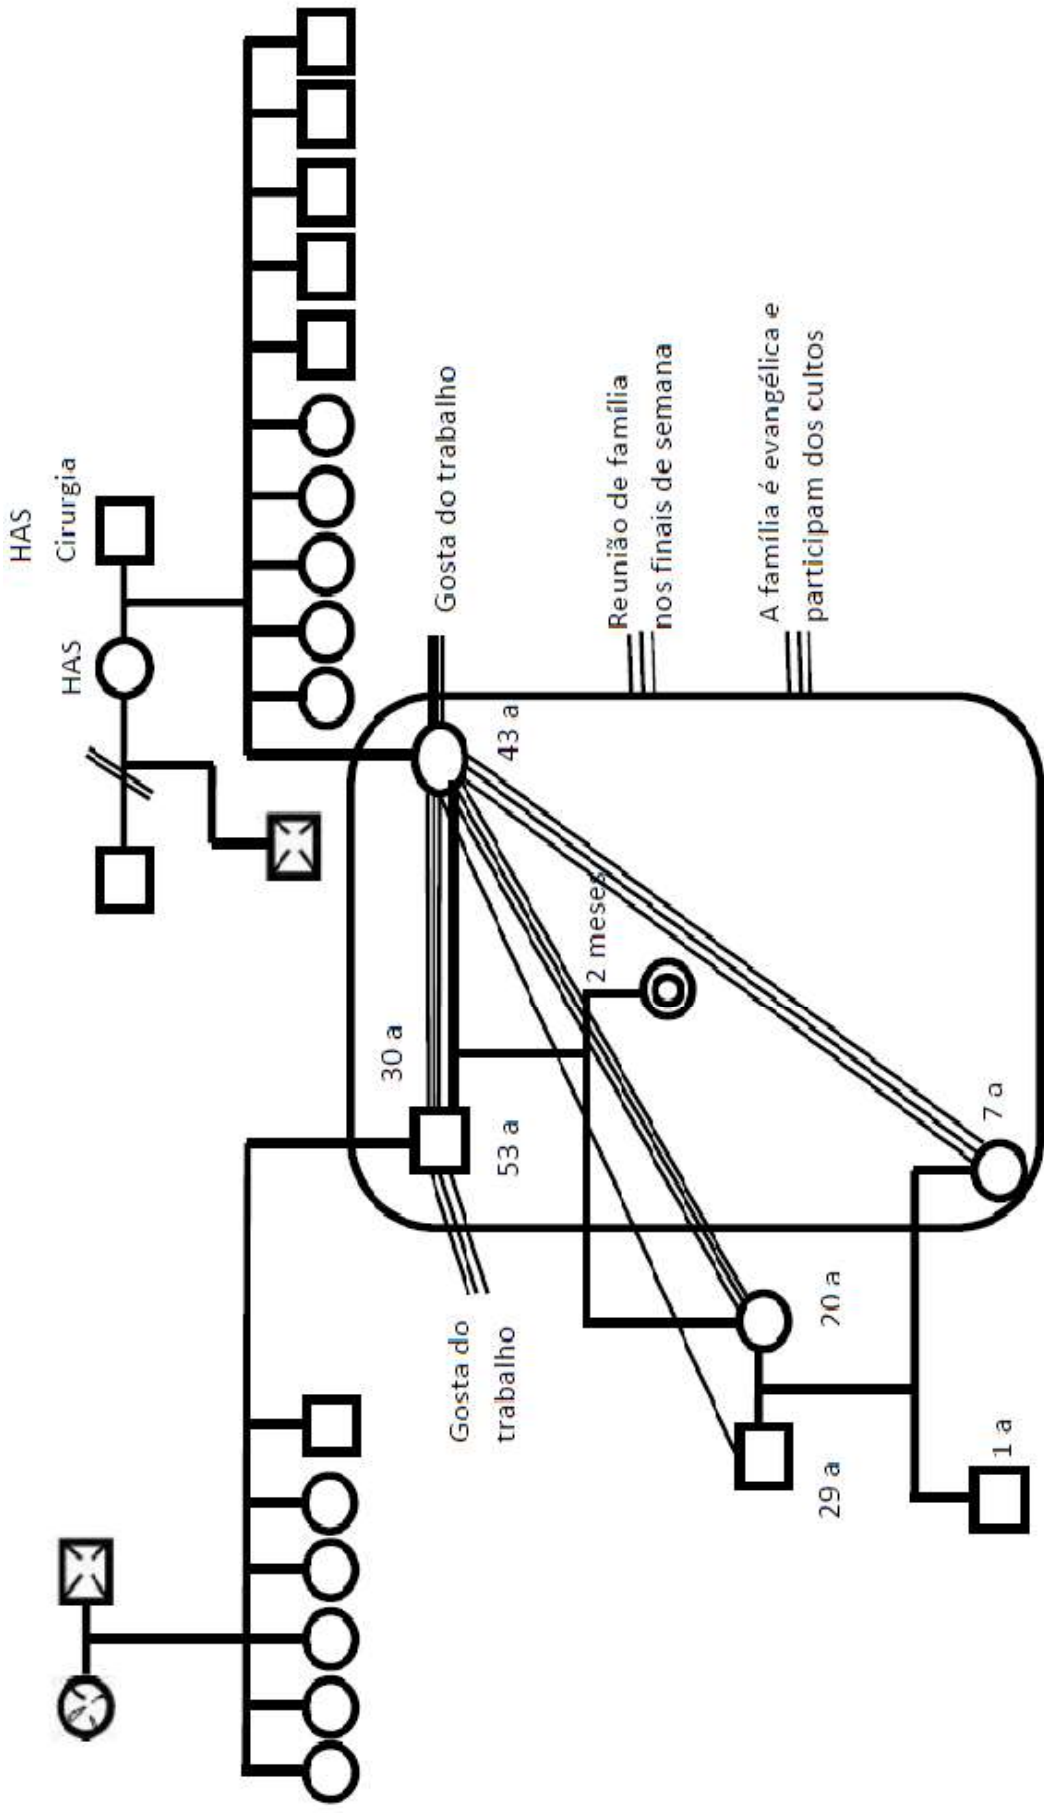 HAS
Cirurgia
HAS
30 a
53 a
43 a
Gosta do trabalho
Gosta do
trabalho
2 meses
Reunião de família
nos finais de semana
29 a
20 a
A família é evangélica e
participam dos cultos
1 a
7 a